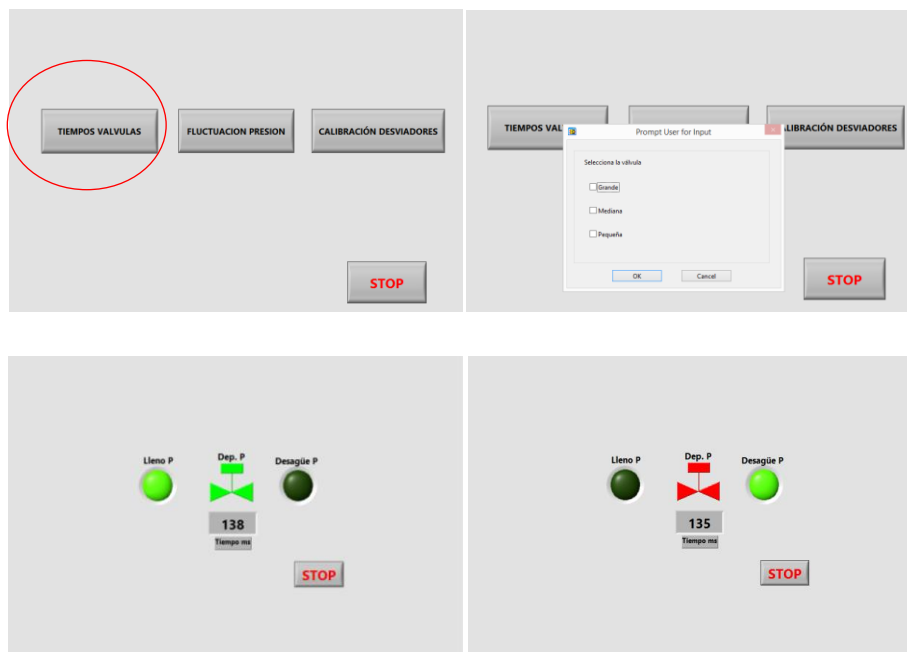 TIEMPOS VALVULAS
FLUCTUACION PRESION
CALIBRACIÓN DESVIADORES
STOP
TIEMPOS VAL
LIBRACIÓN DESVIADORES
Prompt User for Input
Selecciona la válvula
Grande
Mediana
Pequeña
OK
Cancel
STOP
Lleno P
Dep. P
Desagüe P
138
Tiempo ms
STOP
Lleno P
Dep. P
Desagüe P
135
Tiempo ms
STOP